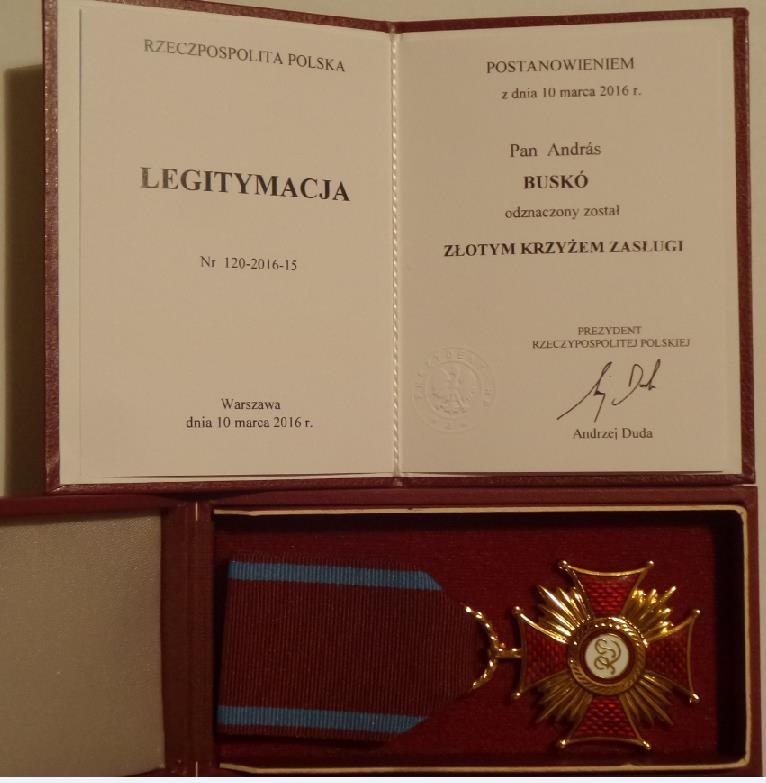 RZECZPOSPOLITA POLSKA
LEGITYMACJA
Nr 120-2016-15
Warszawa
dnia 10 marca 2016 r.
POSTANOWIENIEM
z dnia 10 marca 2016 r.
Pan András
BUSKÓ
odznaczony został
ZŁOTYM KRZYŻEM ZASŁUGI
PREZYDENT
RZECZYPOSPOLITEJ POLSKIEJ
Andrzej Duda
RP